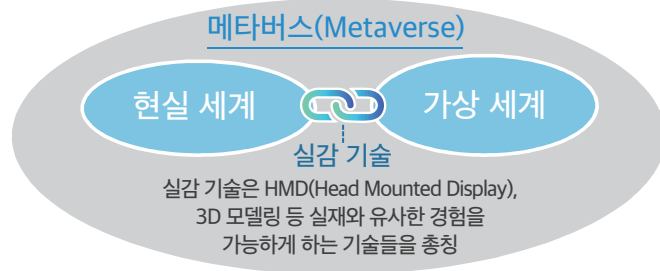 메타버스(Metaverse)
현실 세계 가상 세계
실감 기술
실감 기술은 HMD(Head Mounted Display),
3D 모델링 등 실재와 유사한 경험을
가능하게 하는 기술들을 총칭